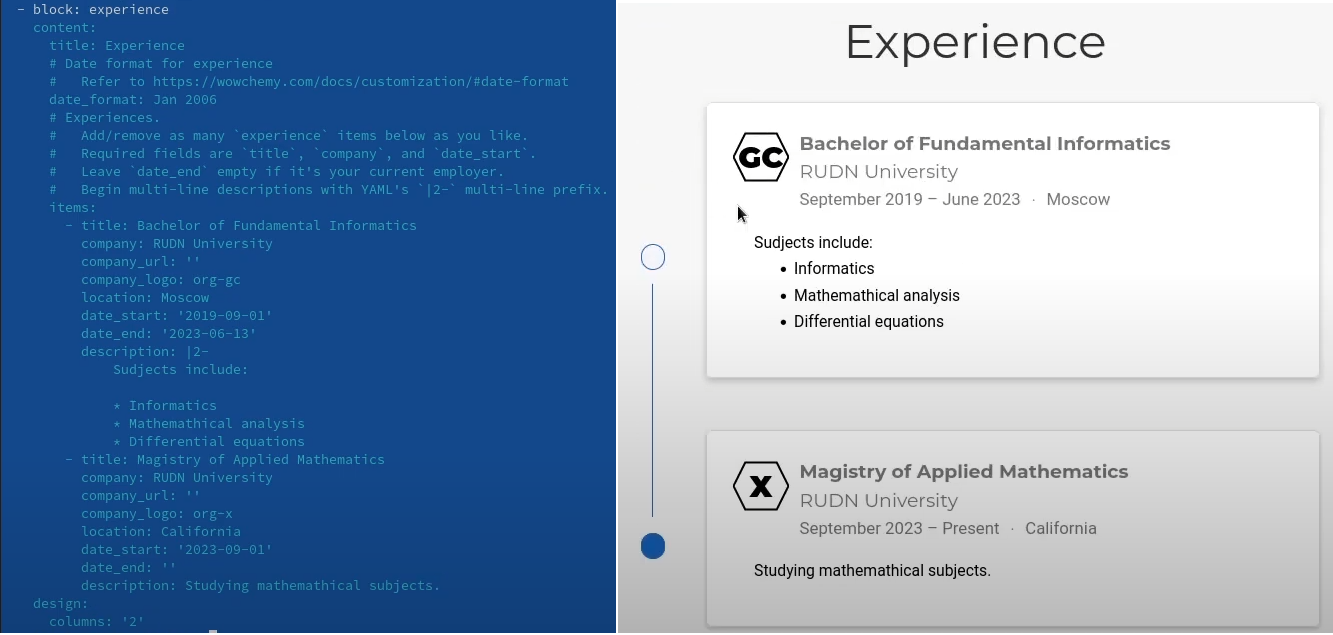 - block: experience
content:
title: Experience
# Date format for experience
#   Refer to https://wowchemy.com/docs/customization/#date-format
date_format: Jan 2006
# Experiences.
#   Add/remove as many `experience` items below as you like.
#   Required fields are `title`, `company`, and `date_start`.
#   Leave `date_end` empty if it's your current employer.
#   Begin multi-line descriptions with YAML's `|2-` multi-line prefix.
items:
- title: Bachelor of Fundamental Informatics
company: RUDN University
company_url: ''
company_logo: org-gc
location: Moscow
date_start: '2019-09-01'
date_end: '2023-06-13'
description: |2-
Sudjects include:
* Informatics
* Mathemathical analysis
* Differential equations
- title: Magistry of Applied Mathematics
company: RUDN University
company_url: ''
company_logo: org-x
location: California
date_start: '2023-09-01'
date_end: ''
description: Studying mathemathical subjects.
design:
columns: '2'
Experience
GC
Bachelor of Fundamental Informatics
RUDN University
September 2019 – June 2023 · Moscow
Sudjects include:
• Informatics
• Mathemathical analysis
• Differential equations
X
Magistry of Applied Mathematics
RUDN University
September 2023 – Present · California
Studying mathemathical subjects.